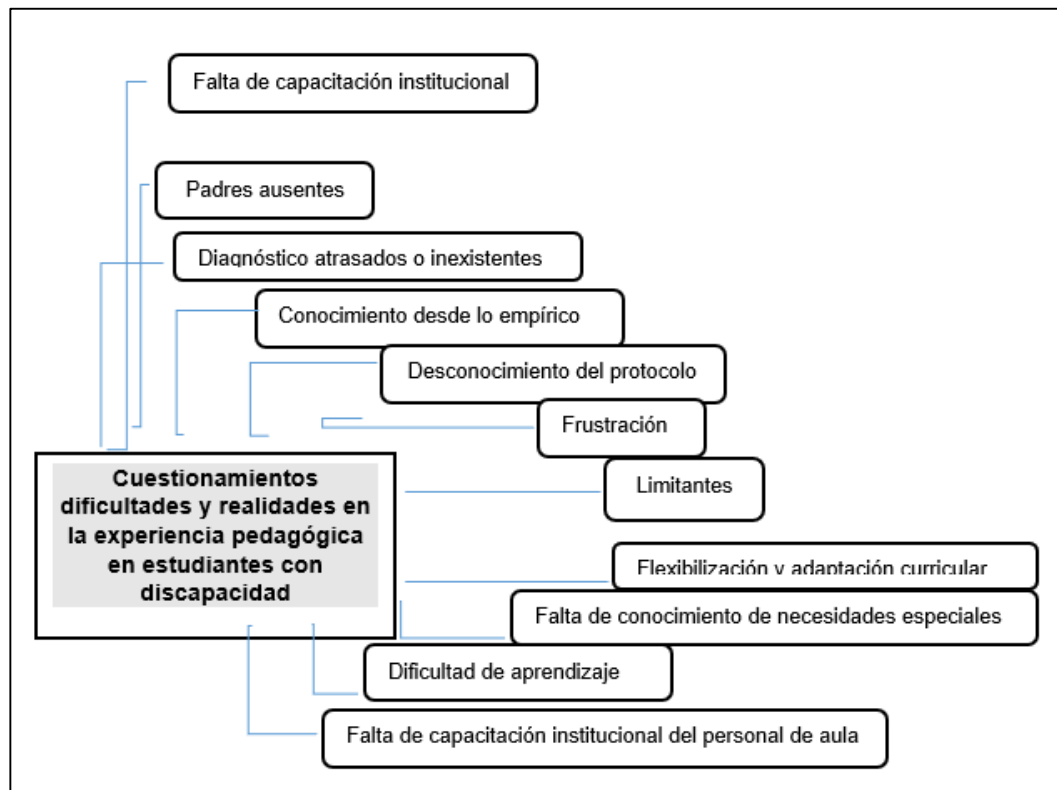 Falta de capacitación institucional
Padres ausentes
Diagnóstico atrasados o inexistentes
Conocimiento desde lo empírico
Desconocimiento del protocolo
Frustración
Limitantes
Cuestionamientos
dificultades y realidades en
la experiencia pedagógica
en estudiantes con
discapacidad
Flexibilización y adaptación curricular
Falta de conocimiento de necesidades especiales
Dificultad de aprendizaje
Falta de capacitación institucional del personal de aula